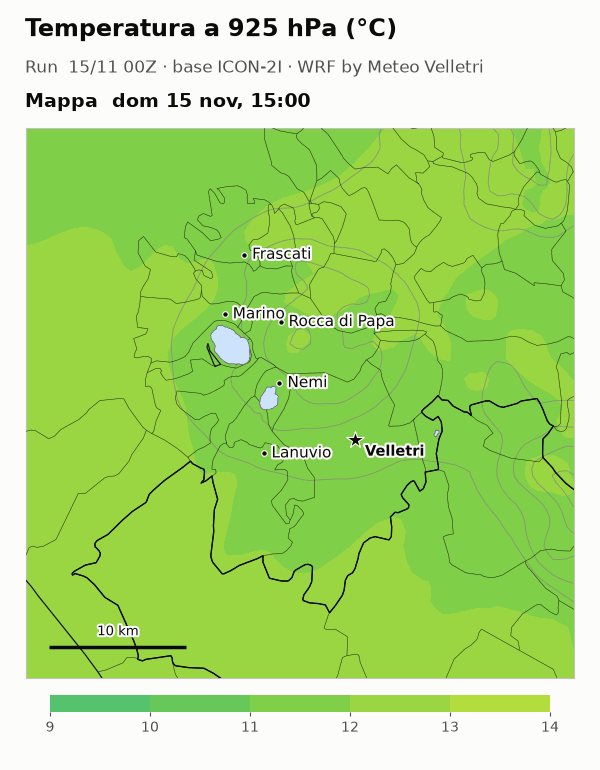 Temperatura a 925 hPa (°C)
Run  15/11 00Z · base ICON-2I · WRF by Meteo Velletri
Mappa  dom 15 nov, 15:00
Frascati
Marino
Rocca di Papa
Nemi
Velletri
Lanuvio
10 km
9 10 11 12 13 14